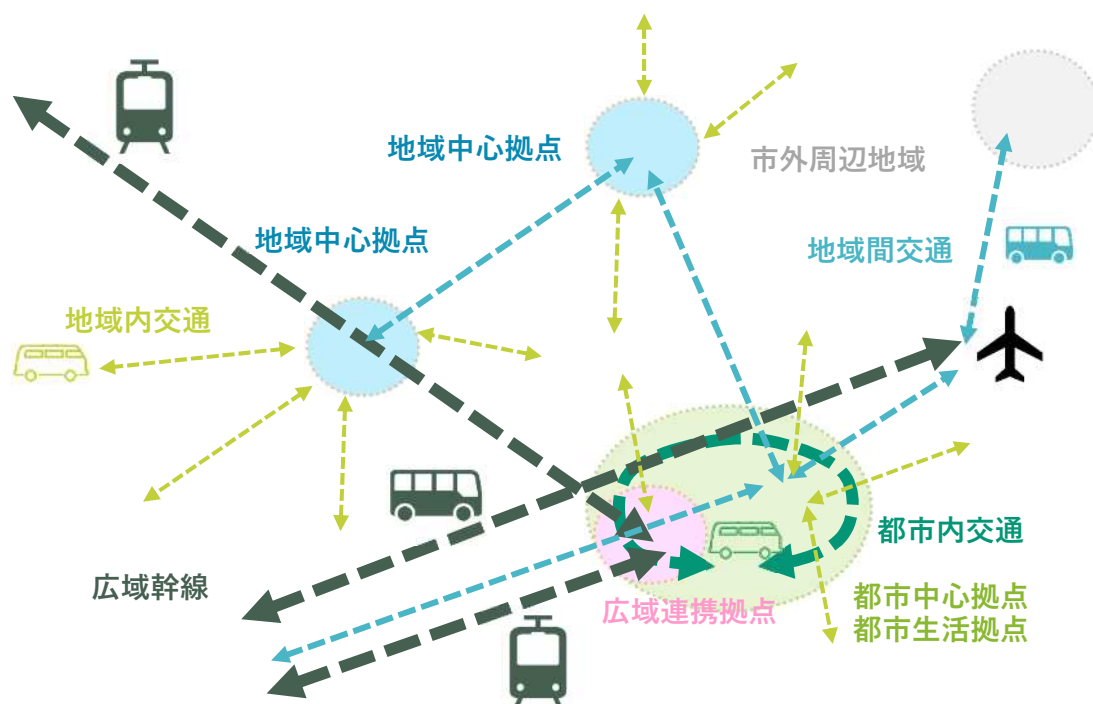 地域中心拠点
市外周辺地域
地域中心拠点
地域間交通
地域内交通
都市内交通
広域幹線
広域連携拠点
都市中心拠点
都市生活拠点